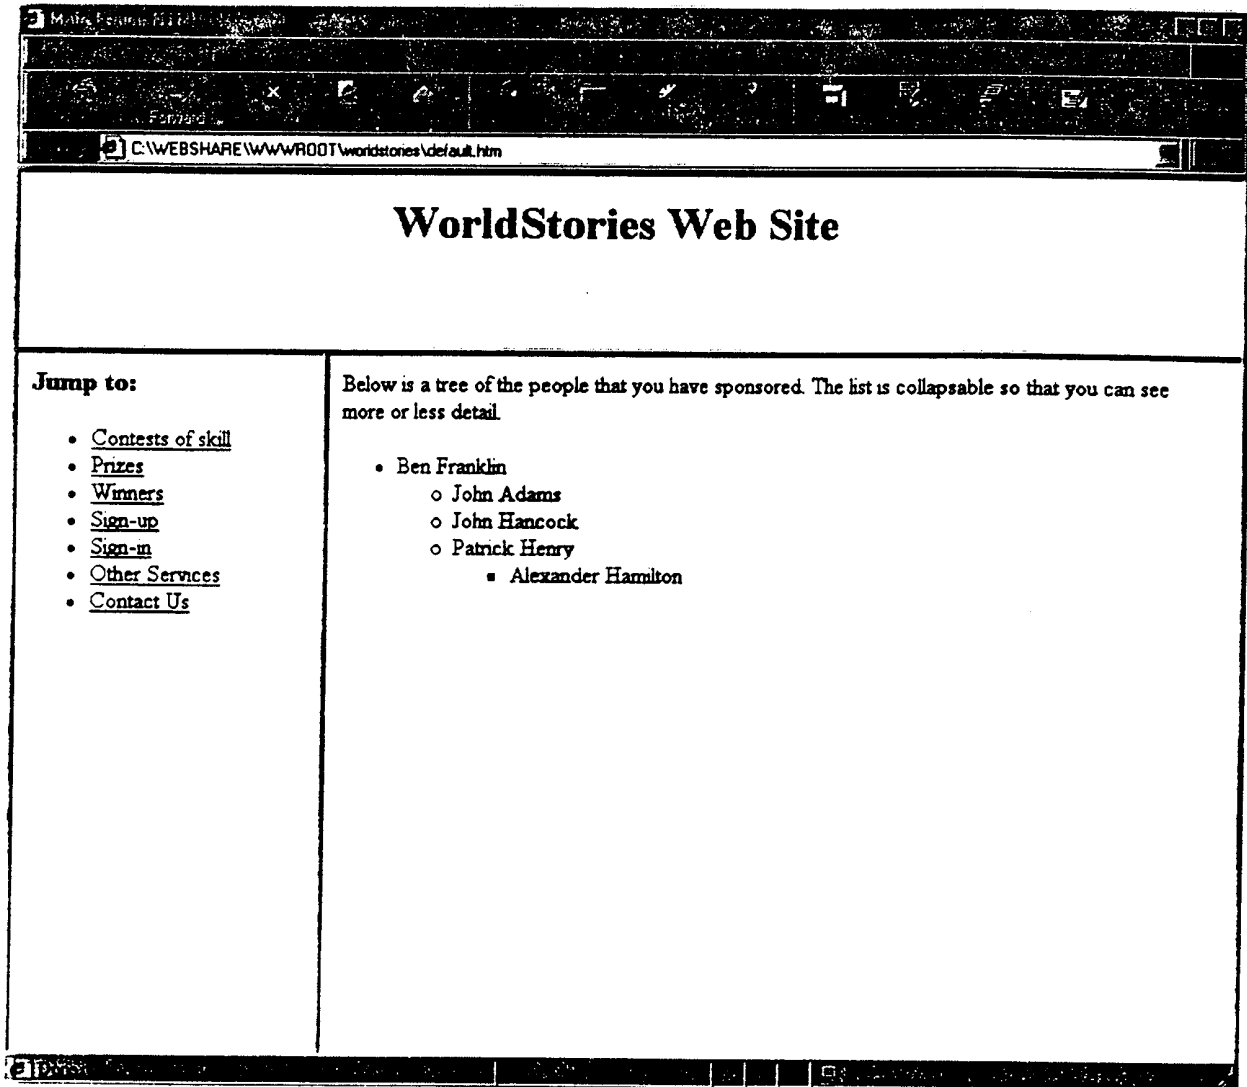 Forward
C:\WEBSHARE\WWWROOT\worldstories\default.htm
WorldStories Web Site
Jump to:
Contests of skill
Prizes
Winners
Sign-up
Sign-in
Other Services
Contact Us
Below is a tree of the people that you have sponsored. The list is collapsable so that you can see
more or less detail.
Ben Franklin
John Adams
John Hancock
Patrick Henry
Alexander Hamilton